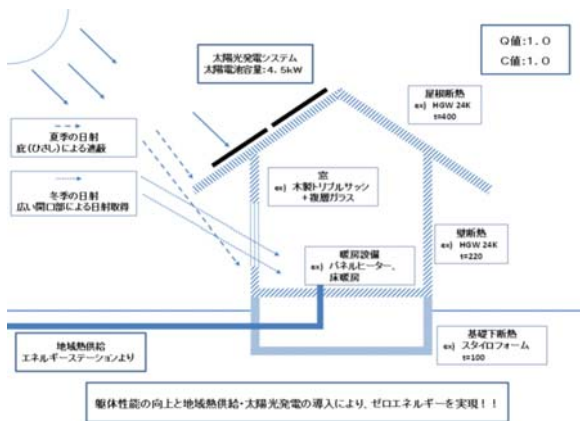 太陽光発電システム
太陽電池容量:4.5kW
Q値:1.0
C値:1.0
屋根断熱
ex) HGW 24K
t=400
夏季の日射
庇(ひさし)による遮蔽
冬季の日射
広い開口部による日射取得
窓
ex) 木製トリプルサッシ
+複層ガラス
壁断熱
ex) HGW 24K
t=220
暖房設備
ex) パネルヒーター、
床暖房
地域熱供給
エネルギーステーションより
基礎下断熱
ex) スタイロフォーム
t=100
躯体性能の向上と地域熱供給・太陽光発電の導入により、ゼロエネルギーを実現!!